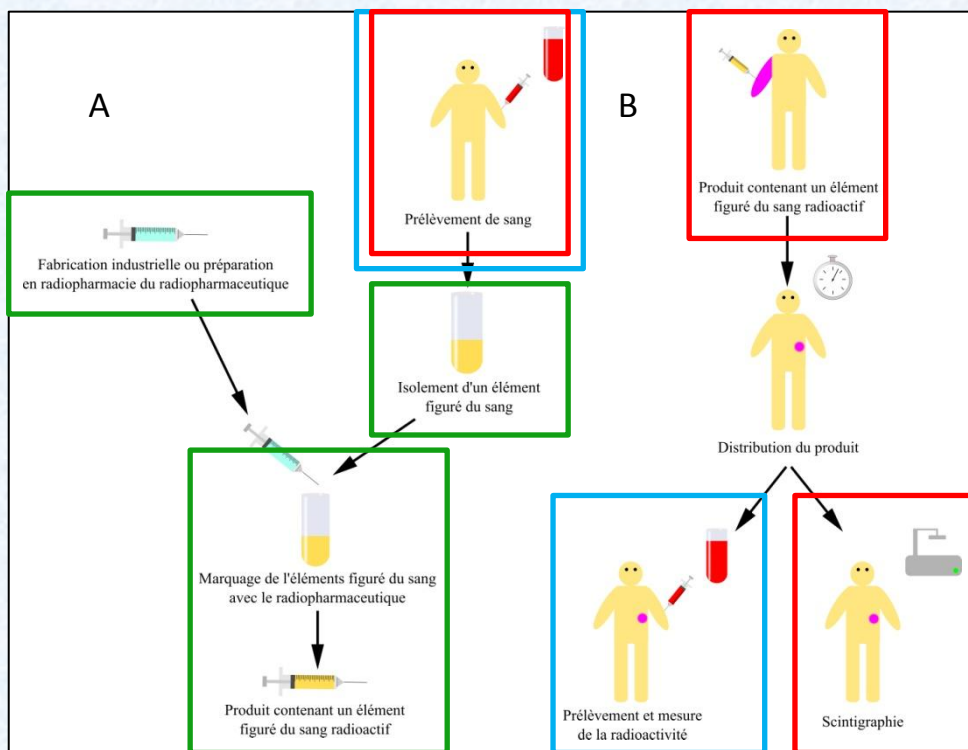 A
Prélèvement de sang
Fabrication industrielle ou préparation
en radiopharmacie du radiopharmaceutique
Isolement d'un élément
figuré du sang
Marquage de l'éléments figuré du sang
avec le radiopharmaceutique
Produit contenant un élément
figuré du sang radioactif
B
Produit contenant un élément
figuré du sang radioactif
Distribution du produit
Prélèvement et mesure
de la radioactivité
Scintigraphie